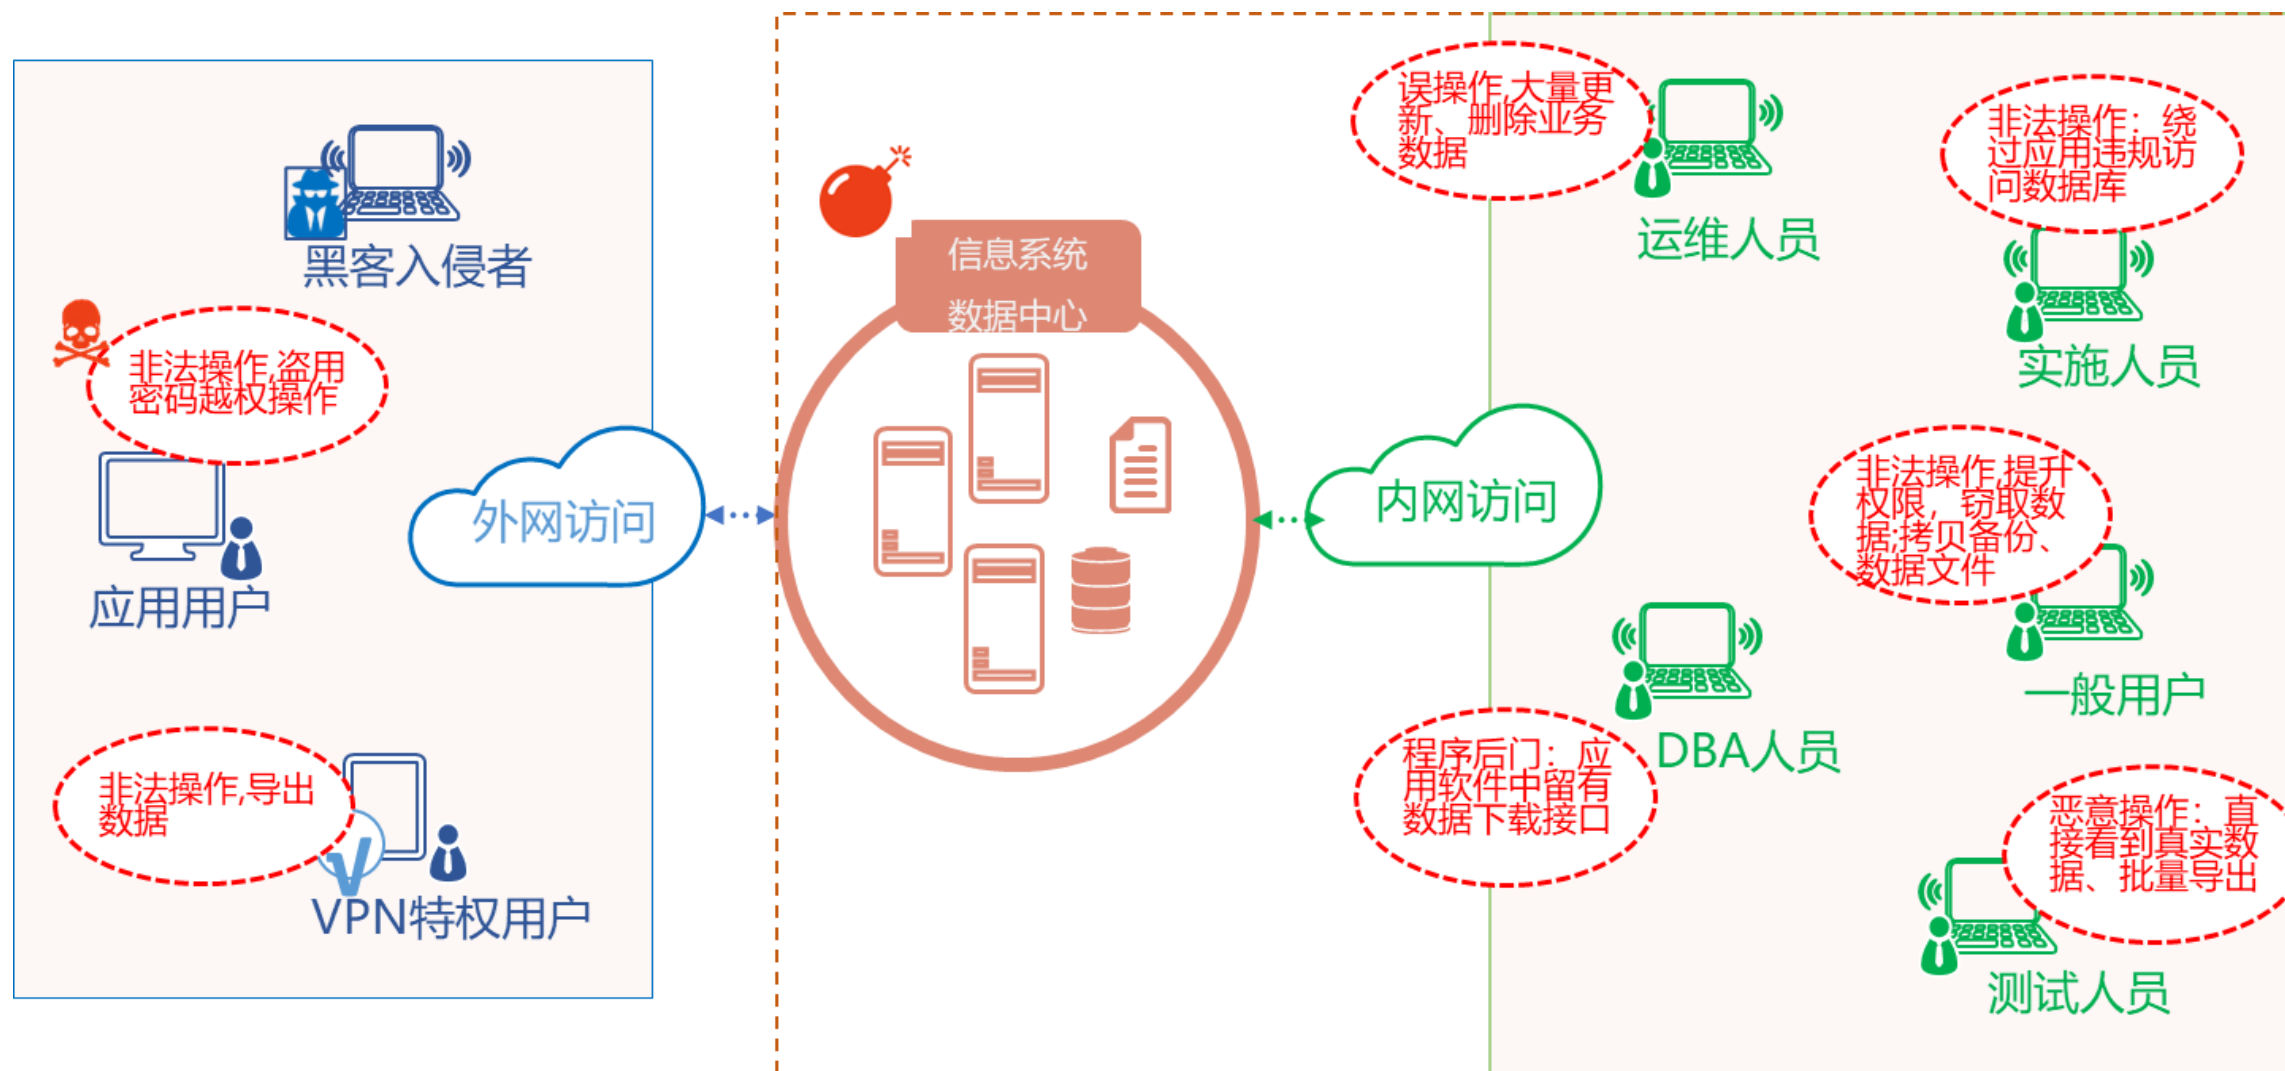 黑客入侵者
非法操作,盗用
密码越权操作
应用用户
非法操作,导出
数据
VPN特权用户
外网访问
信息系统
数据中心
内网访问
误操作,大量更
新、删除业务
数据
运维人员
非法操作：绕
过应用违规访
问数据库
实施人员
非法操作,提升
权限，窃取数
据;拷贝备份、
数据文件
一般用户
DBA人员
程序后门：应
用软件中留有
数据下载接口
恶意操作：直
接看到真实数
据、批量导出
测试人员